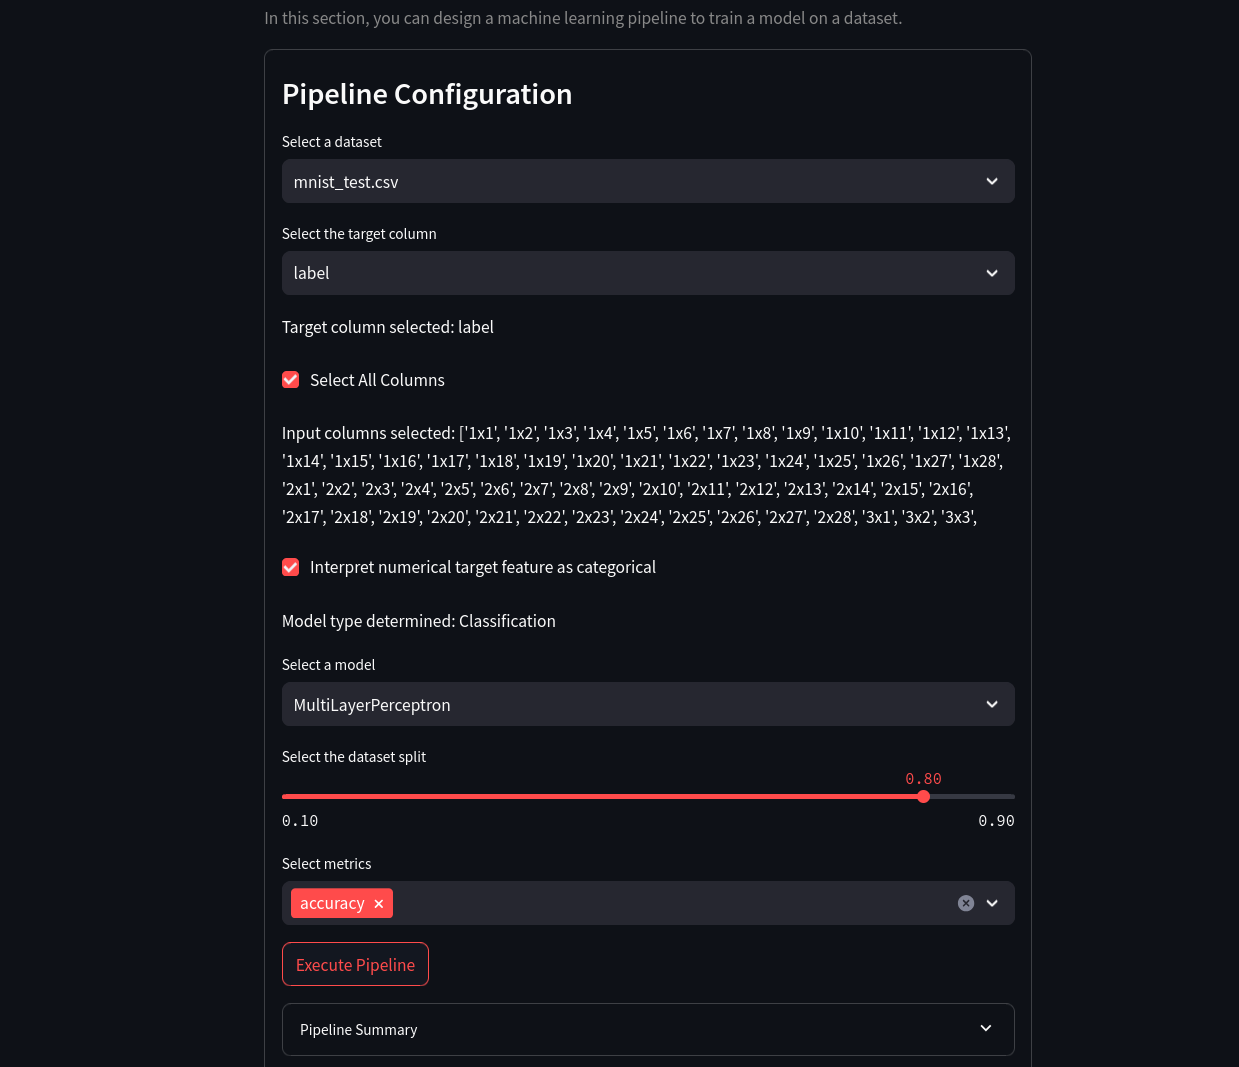 In this section, you can design a machine learning pipeline to train a model on a dataset.
Pipeline Configuration
Select a dataset
mnist_test.csv
Select the target column
label
Target column selected: label
Select All Columns
Input columns selected: ['1x1', '1x2', '1x3', '1x4', '1x5', '1x6', '1x7', '1x8', '1x9', '1x10', '1x11', '1x12', '1x13',
'1x14', '1x15', '1x16', '1x17', '1x18', '1x19', '1x20', '1x21', '1x22', '1x23', '1x24', '1x25', '1x26', '1x27', '1x28',
'2x1', '2x2', '2x3', '2x4', '2x5', '2x6', '2x7', '2x8', '2x9', '2x10', '2x11', '2x12', '2x13', '2x14', '2x15', '2x16',
'2x17', '2x18', '2x19', '2x20', '2x21', '2x22', '2x23', '2x24', '2x25', '2x26', '2x27', '2x28', '3x1', '3x2', '3x3',
Interpret numerical target feature as categorical
Model type determined: Classification
Select a model
MultiLayerPerceptron
Select the dataset split
0.80
0.10 0.90
Select metrics
accuracy
Execute Pipeline
Pipeline Summary